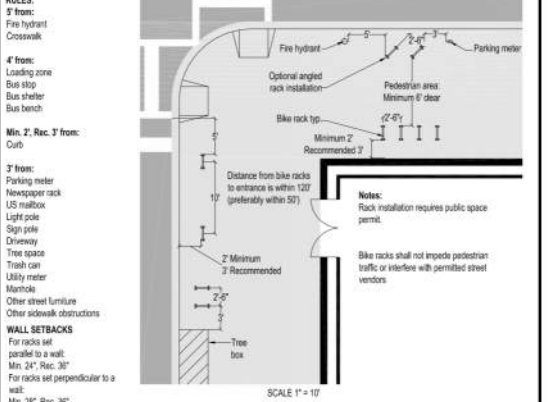 RULES:
5' from:
Fire hydrant
Crosswalk
4' from:
Loading zone
Bus stop
Bus shelter
Bus bench
Min. 2', Rec. 3' from:
Curb
3' from:
Parking meter
Newspaper rack
US mailbox
Light pole
Sign pole
Driveway
Tree space
Trash can
Utility meter
Manhole
Other street furniture
Other sidewalk obstructions
WALL SETBACKS
For racks set
parallel to a wall:
Min. 24", Rec. 36"
For racks set perpendicular to a
wall:
Min. 28", Rec. 36"
Fire hydrant
5'
2'-6"
3'
Parking meter
Optional angled
rack installation
Pedestrian area:
Minimum 6' clear
Bike rack typ.
2'-6"
Minimum 2'
Recommended 3'
5'
Distance from bike racks
to entrance is within 120'
(preferably within 50')
10'
2' Minimum
3' Recommended
2'-6"
3'
Tree
box
Notes:
Rack installation requires public space
permit.
Bike racks shall not impede pedestrian
traffic or interfere with permitted street
vendors
SCALE 1" = 10'